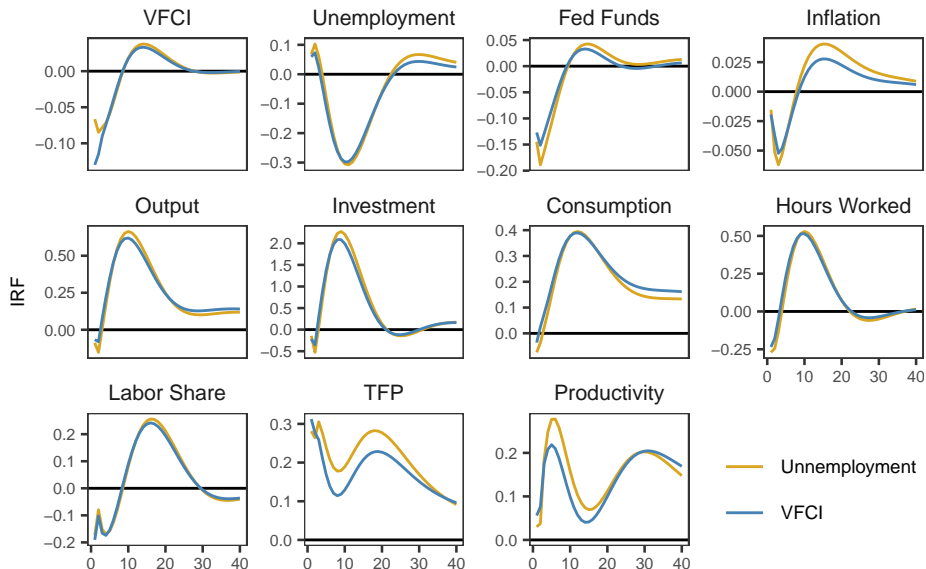 VFCI Unemployment Fed Funds Inflation
0.00 −0.05 −0.10
0.1 0.0 −0.1 −0.2 −0.3
0.05 0.00 −0.05 −0.10 −0.15 −0.20
0.025 0.000 −0.025 −0.050
Output Investment Consumption Hours Worked
IRF
0.50 0.25 0.00
2.0 1.5 1.0 0.5 0.0 −0.5
0.4 0.3 0.2 0.1 0.0
0.50 0.25 0.00 −0.25
0 10 20 30 40
Labor Share TFP Productivity
0.2 0.1 0.0 −0.1 −0.2
0.3 0.2 0.1 0.0
0.2 0.1 0.0
Unnemployment
VFCI
0 10 20 30 40 0 10 20 30 40 0 10 20 30 40